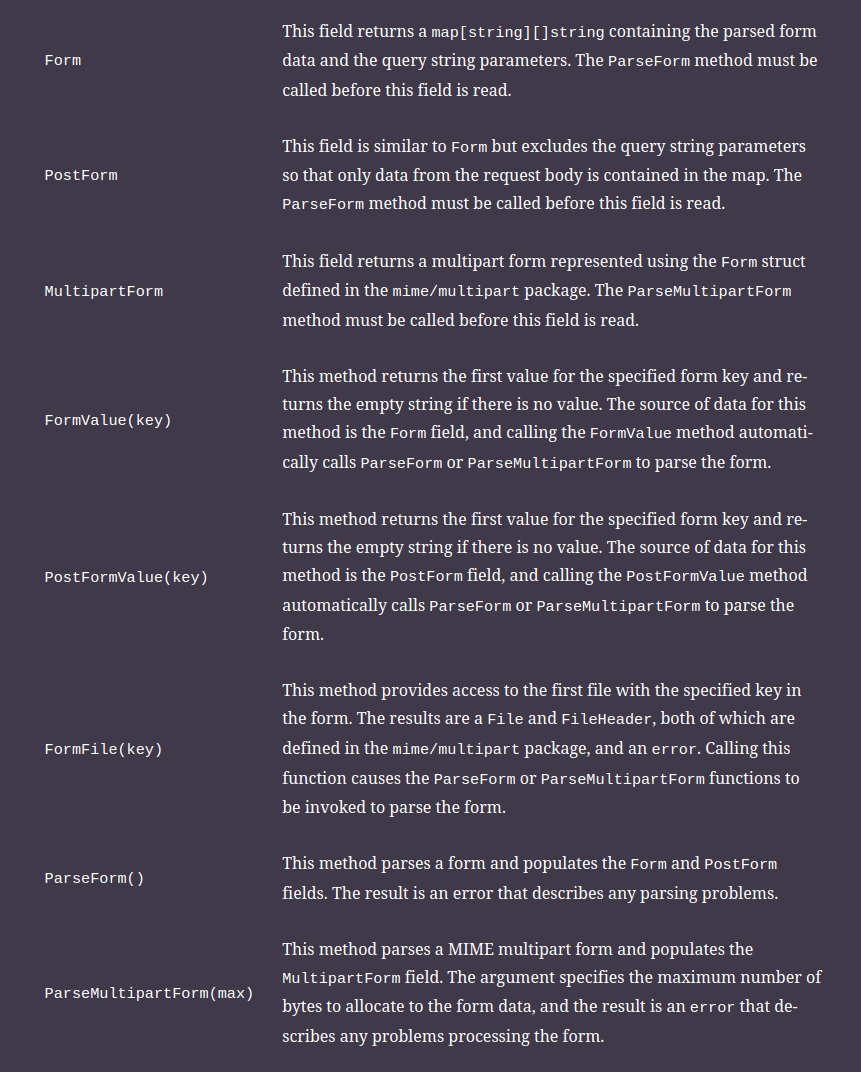 Form
This field returns a map[string][]string containing the parsed form
data and the query string parameters. The ParseForm method must be
called before this field is read.
PostForm
This field is similar to Form but excludes the query string parameters
so that only data from the request body is contained in the map. The
ParseForm method must be called before this field is read.
MultipartForm
This field returns a multipart form represented using the Form struct
defined in the mime/multipart package. The ParseMultipartForm
method must be called before this field is read.
FormValue(key)
This method returns the first value for the specified form key and re-
turns the empty string if there is no value. The source of data for this
method is the Form field, and calling the FormValue method automati-
cally calls ParseForm or ParseMultipartForm to parse the form.
PostFormValue(key)
This method returns the first value for the specified form key and re-
turns the empty string if there is no value. The source of data for this
method is the PostForm field, and calling the PostFormValue method
automatically calls ParseForm or ParseMultipartForm to parse the
form.
FormFile(key)
This method provides access to the first file with the specified key in
the form. The results are a File and FileHeader, both of which are
defined in the mime/multipart package, and an error. Calling this
function causes the ParseForm or ParseMultipartForm functions to
be invoked to parse the form.
ParseForm()
This method parses a form and populates the Form and PostForm
fields. The result is an error that describes any parsing problems.
ParseMultipartForm(max)
This method parses a MIME multipart form and populates the
MultipartForm field. The argument specifies the maximum number of
bytes to allocate to the form data, and the result is an error that de-
scribes any problems processing the form.